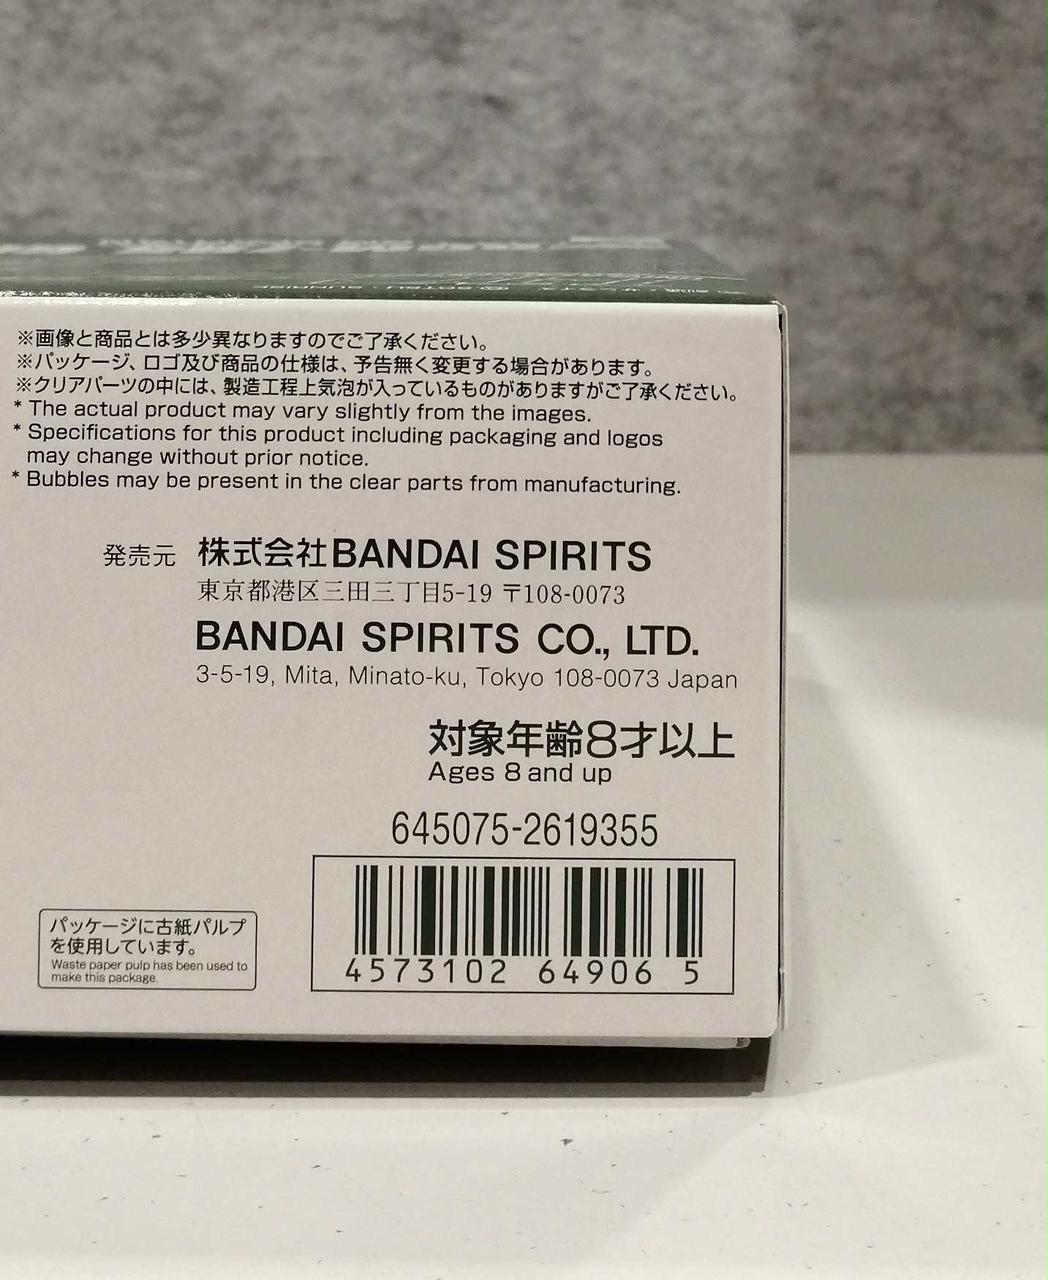 ※画像と商品とは多少異なりますのでご了承ください。
※パッケージ、ロゴ及び商品の仕様は、予告無く変更する場合があります。
※クリアパーツの中には、製造工程上気泡が入っているものがありますがご了承ください。
* The actual product may vary slightly from the images.
* Specifications for this product including packaging and logos
may change without prior notice.
* Bubbles may be present in the clear parts from manufacturing.
発売元 株式会社BANDAI SPIRITS
東京都港区三田三丁目5-19 〒108-0073
BANDAI SPIRITS CO., LTD.
3-5-19, Mita, Minato-ku, Tokyo 108-0073 Japan
対象年齢8才以上
Ages 8 and up
645075-2619355
4573102 64906 5
パッケージに古紙パルプ
を使用しています。
Waste paper pulp has been used to
make this package.